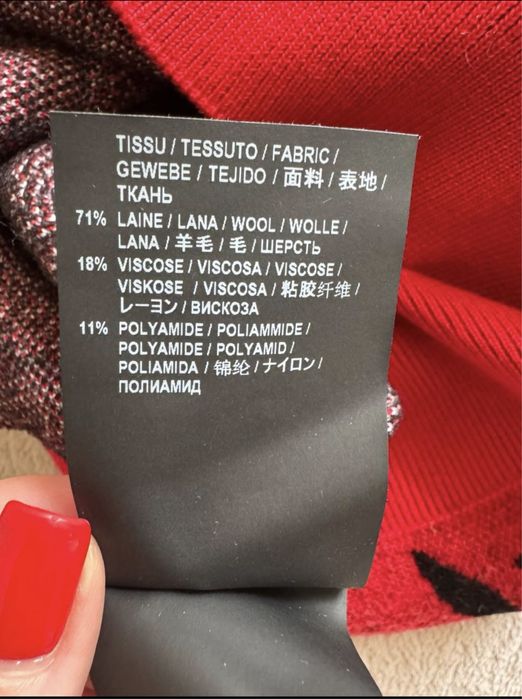 TISSU / TESSUTO / FABRIC /
GEWEBE / TEJIDO / 面料 / 表地 /
ТКАНЬ
71% LAINE / LANA / WOOL / WOLLE /
LANA / 羊毛 / 毛 / ШЕРСТЬ
18% VISCOSE / VISCOSA / VISCOSE /
VISKOSE / VISCOSA / 粘胶纤维 /
レーヨン / ВИСКОЗА
11% POLYAMIDE / POLIAMMIDE /
POLYAMIDE / POLYAMID /
POLIAMIDA / 锦纶 / ナイロン /
ПОЛИАМИД